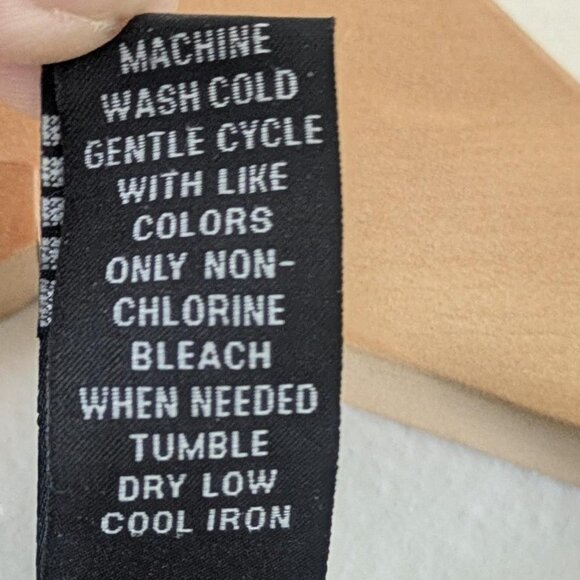 MACHINE
WASH COLD
GENTLE CYCLE
WITH LIKE
COLORS
ONLY NON-
CHLORINE
BLEACH
WHEN NEEDED
TUMBLE
DRY LOW
COOL IRON